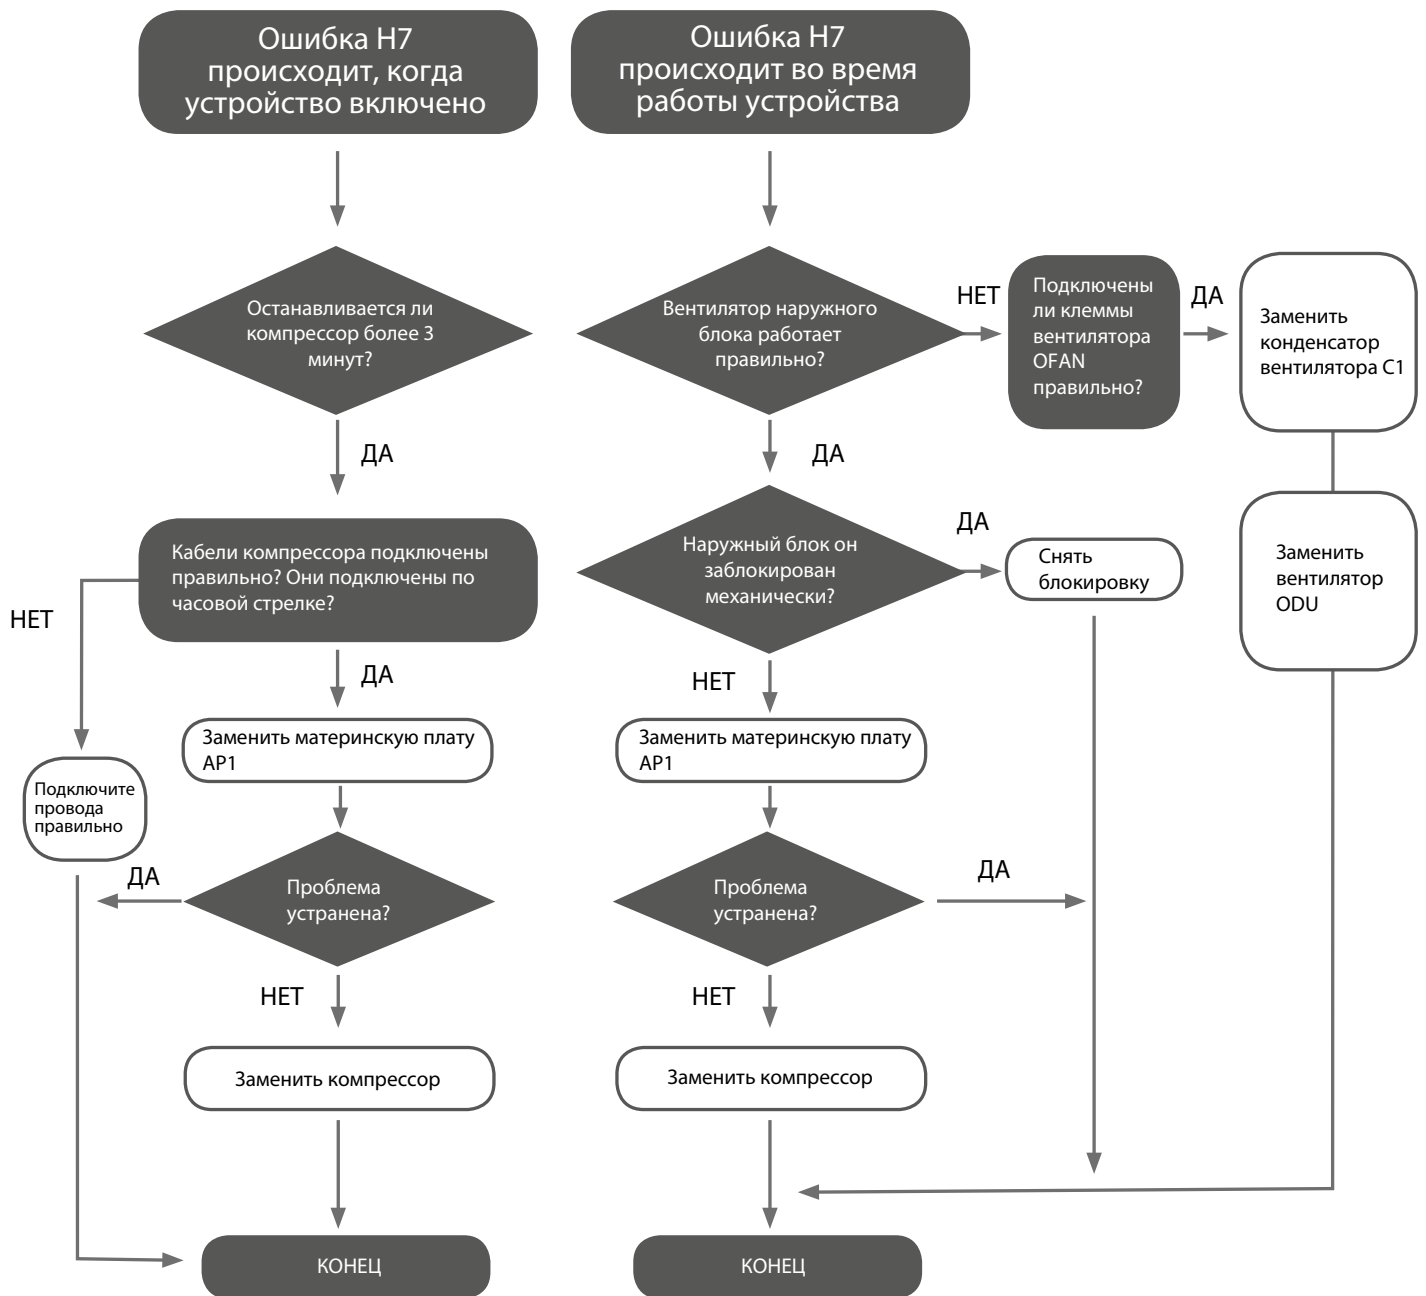 Ошибка H7
происходит, когда
устройство включено
Ошибка H7
происходит во время
работы устройства
Останавливается ли
компрессор более 3
минут?
Вентилятор наружного
блока работает
правильно?
НЕТ
Подключены
ли клеммы
вентилятора
OFAN
правильно?
ДА
Заменить
конденсатор
вентилятора C1
ДА
ДА
Кабели компрессора подключены
правильно? Они подключены по
часовой стрелке?
НЕТ
Наружный блок он
заблокирован
механически?
ДА
Снять
блокировку
Заменить
вентилятор
ODU
ДА
НЕТ
Заменить материнскую плату
AP1
Заменить материнскую плату
AP1
Подключите
провода
правильно
ДА
Проблема
устранена?
Проблема
устранена?
ДА
НЕТ
НЕТ
Заменить компрессор
Заменить компрессор
КОНЕЦ
КОНЕЦ